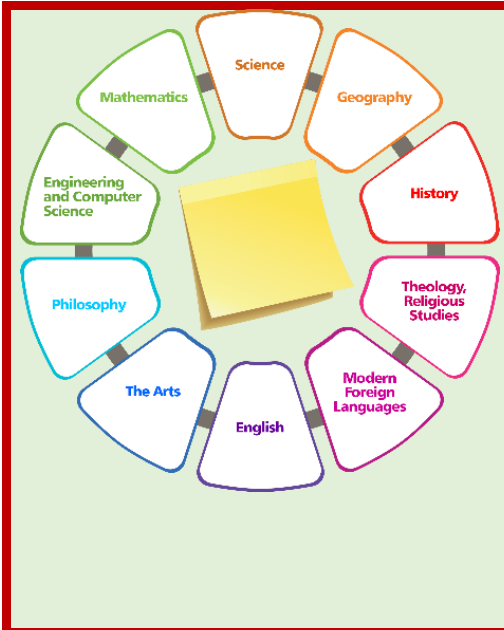 Science
Mathematics
Geography
Engineering
and Computer
Science
History
Philosophy
Theology,
Religious
Studies
The Arts
Modern
Foreign
Languages
English